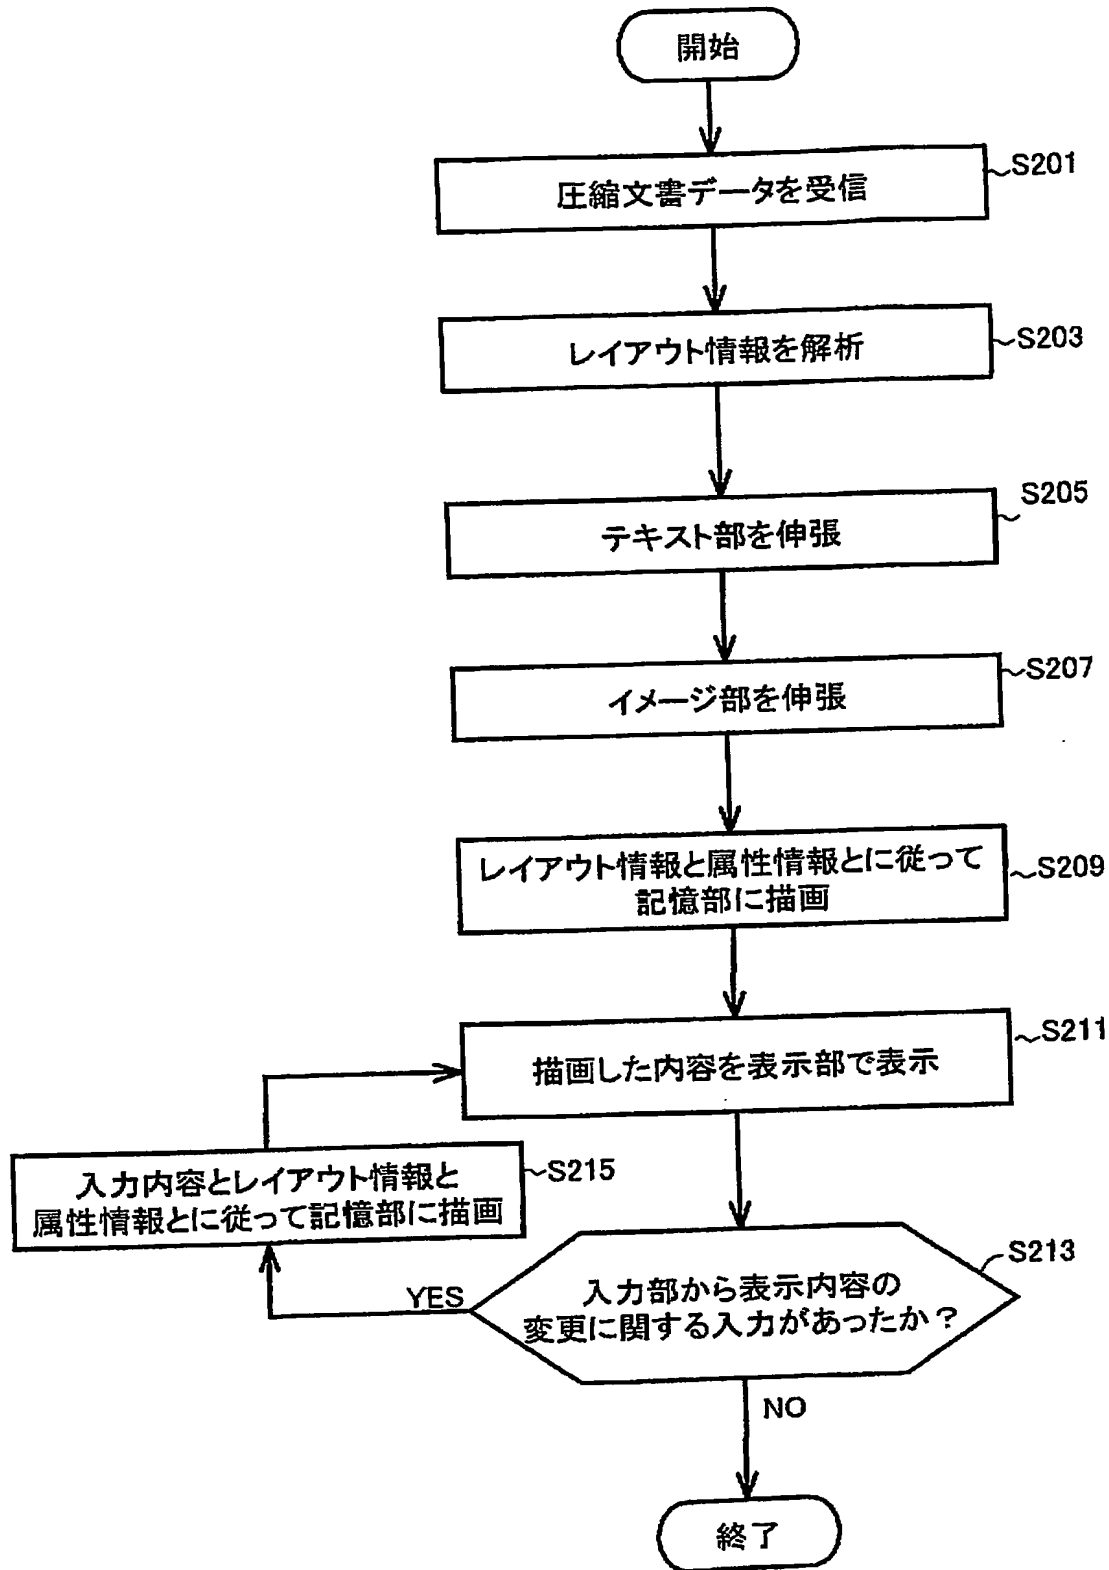 開始
圧縮文書データを受信
S201
レイアウト情報を解析
S203
テキスト部を伸張
S205
イメージ部を伸張
S207
レイアウト情報と属性情報とに従って
記憶部に描画
S209
描画した内容を表示部で表示
S211
入力内容とレイアウト情報と
属性情報とに従って記憶部に描画
S215
入力部から表示内容の
変更に関する入力があったか？
S213
YES
NO
終了